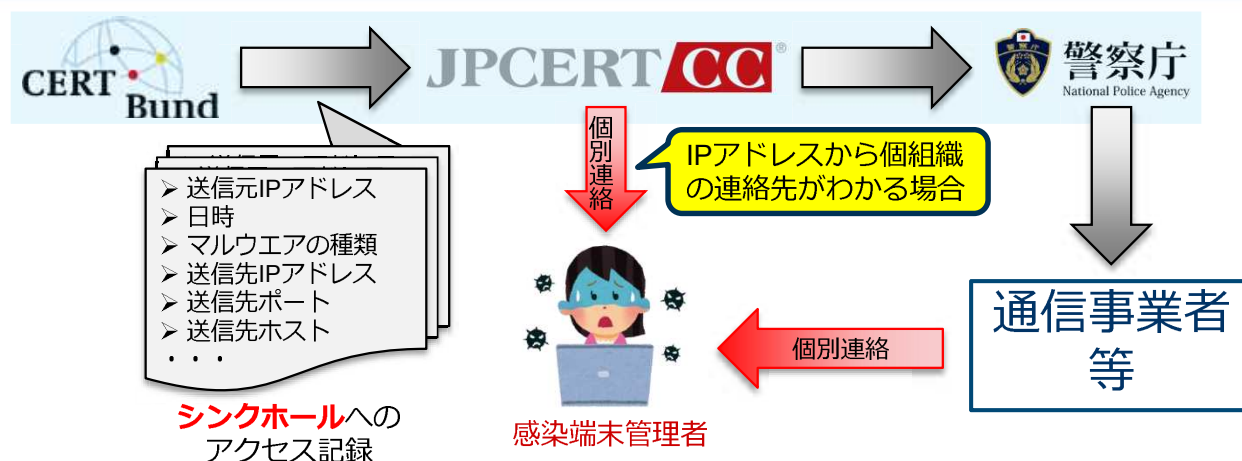 CERT
Bund
JPCERT CC®
警察庁
National Police Agency
個別連絡
IPアドレスから個組織
の連絡先がわかる場合
➢ 送信元IPアドレス
➢ 日時
➢ マルウエアの種類
➢ 送信先IPアドレス
➢ 送信先ポート
➢ 送信先ホスト
・・・
シンクホールへの
アクセス記録
感染端末管理者
個別連絡
通信事業者
等